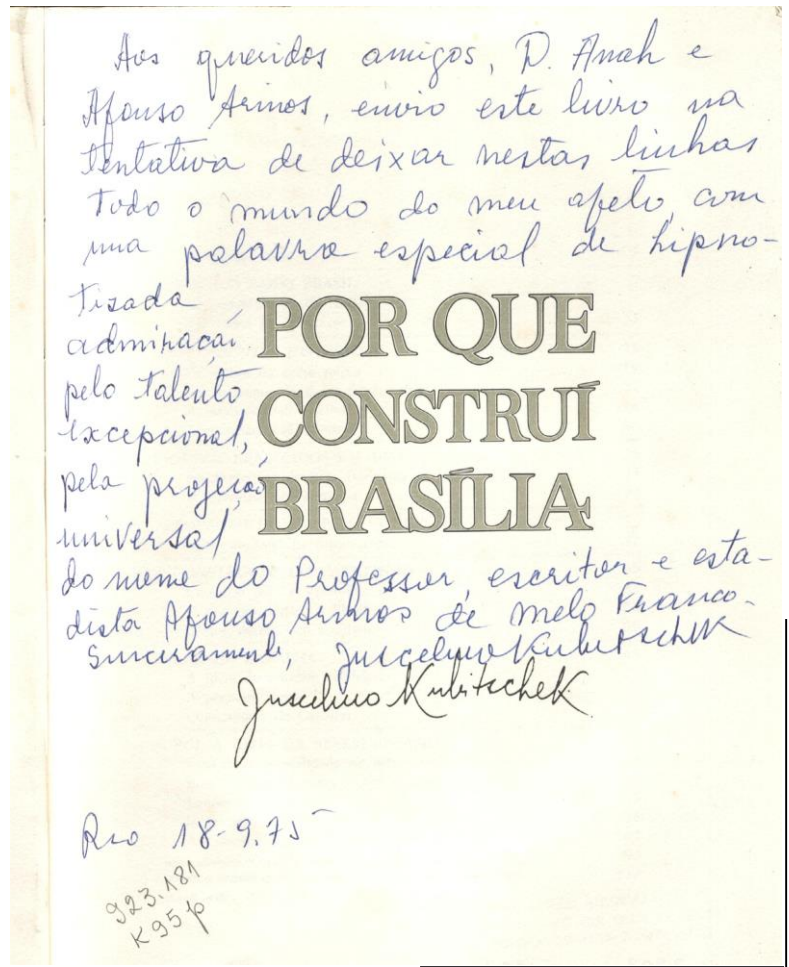 Aos queridos amigos, D. Anah e
Afonso Arinos, envio este livro na
tentativa de deixar nestas linhas
todo o mundo do meu afeto, com
uma palavra especial de hipno-
tizada
admiração
pelo talento
excepcional,
pela projeção
universal
POR QUE
CONSTRUÍ
BRASÍLIA
do nome do Professor, escritor e esta-
dista Afonso Arinos de Melo Franco.
Sinceramente, Juscelino Kubitschek
Juscelino Kubitschek
Rio 18-9.75
923.181
K95p